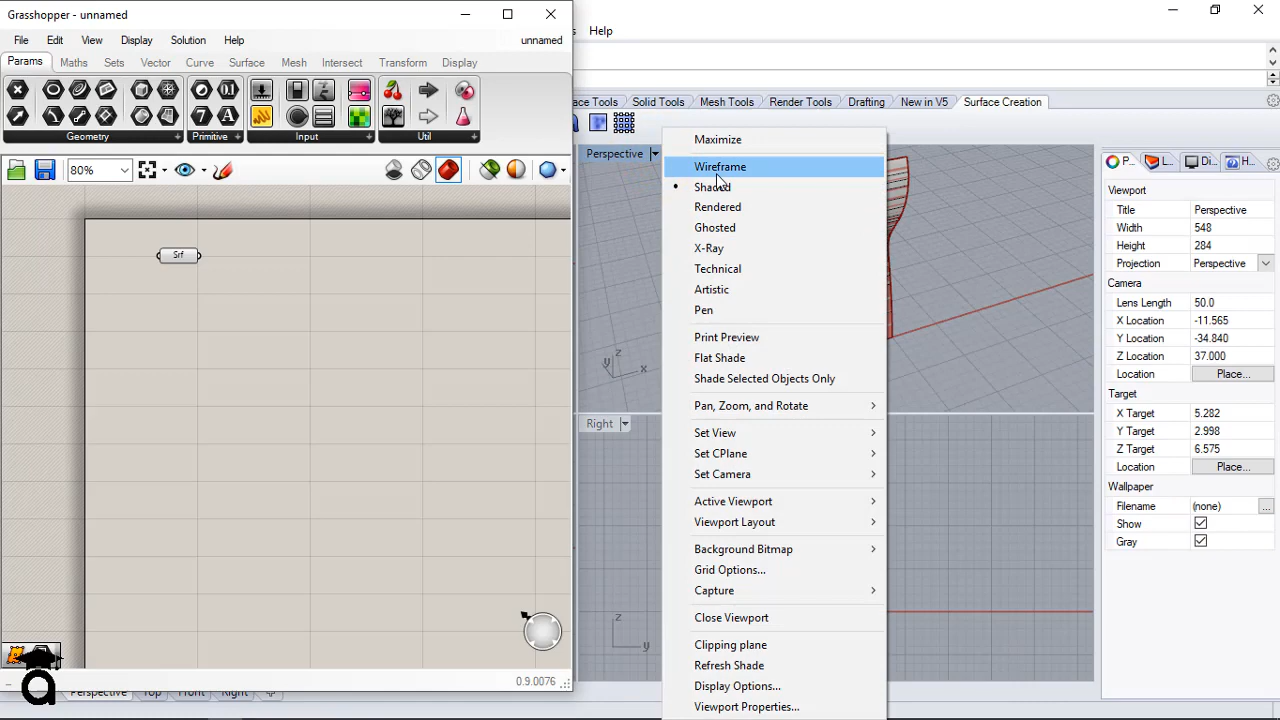 Grasshopper - unnamed
File Edit View Display Solution Help unnamed
Params Maths Sets Vector Curve Surface Mesh Intersect Transform Display
Geometry Primitive Input Util
80%
Srf
0.9.0076
a
Help
ace Tools Solid Tools Mesh Tools Render Tools Drafting New in V5 Surface Creation
Perspective
z
y
x
Right
z
y
Perspective Top Front Right
Maximize
Wireframe
Shaded
Rendered
Ghosted
X-Ray
Technical
Artistic
Pen
Print Preview
Flat Shade
Shade Selected Objects Only
Pan, Zoom, and Rotate
Set View
Set CPlane
Set Camera
Active Viewport
Viewport Layout
Background Bitmap
Grid Options...
Capture
Close Viewport
Clipping plane
Refresh Shade
Display Options...
Viewport Properties...
P... L... Di... H...
Viewport
Title Perspective
Width 548
Height 284
Projection Perspective
Camera
Lens Length 50.0
X Location -11.565
Y Location -34.840
Z Location 37.000
Location Place...
Target
X Target 5.282
Y Target 2.998
Z Target 6.575
Location Place...
Wallpaper
Filename (none) ...
Show
Gray